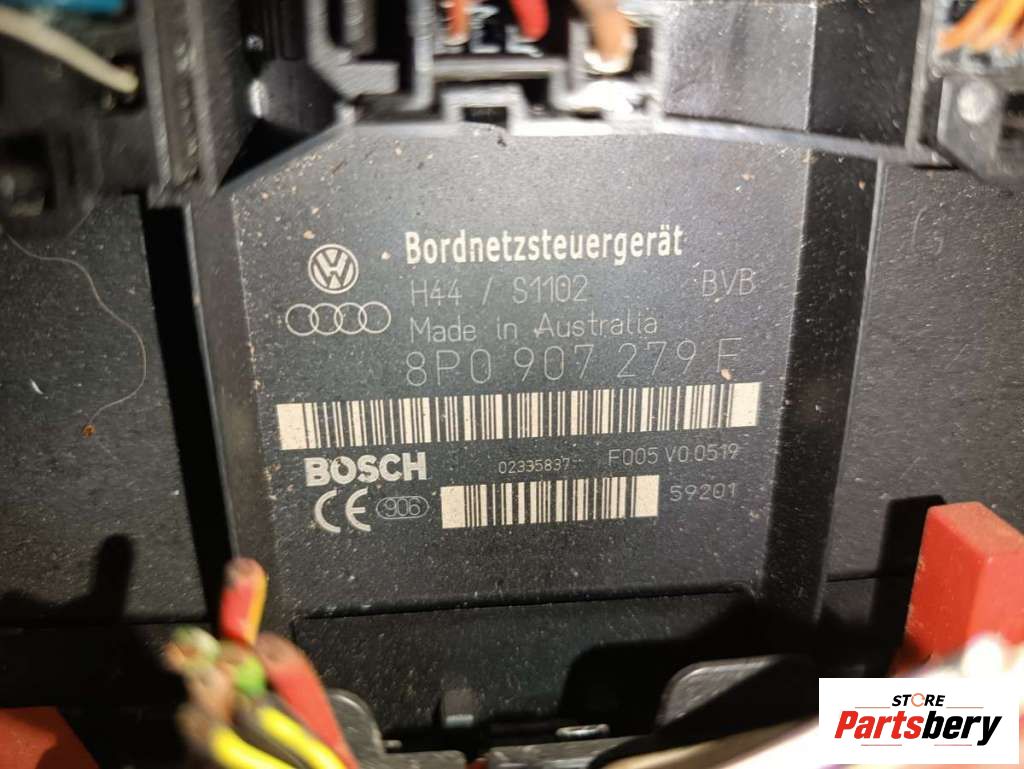 Bordnetzsteuergerät
H44 / S1102 BVB
Made in Australia
8P0 907 279
BOSCH
02335837
F005 V0 0519
CE
906
59201
STORE
Partsbery